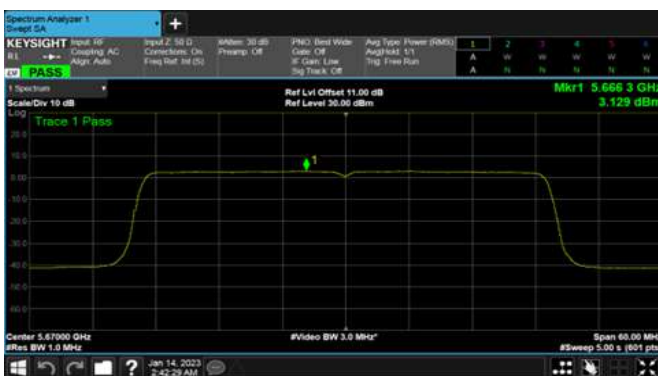 Spectrum Analyzer 1
Swept SA
+
KEYSIGHT Input: RF
Coupling: AC
Align: Auto
Input Z: 50 Ω
Corrections: On
Freq Ref: Int (S)
#Atten: 30 dB
Preamp: Off
PNO: Best Wide
Gate: Off
IF Gain: Low
Sig Track: Off
Avg Type: Power (RMS)
Avg|Hold: 1/1
Trig: Free Run
1 2 3 4 5 6
A W W W W W
A N N N N N
RL
PASS
1 Spectrum
Scale/Div 10 dB
Ref Lvl Offset 11.00 dB
Ref Level 30.00 dBm
Mkr1 5.666 3 GHz
3.129 dBm
Log
Trace 1 Pass
20.0
10.0
0.00
-10.0
-20.0
-30.0
-40.0
-50.0
-60.0
1
Center 5.67000 GHz
#Res BW 1.0 MHz
#Video BW 3.0 MHz*
Span 60.00 MHz
#Sweep 5.00 s (601 pts)
?
Jan 14, 2023
2:42:29 AM